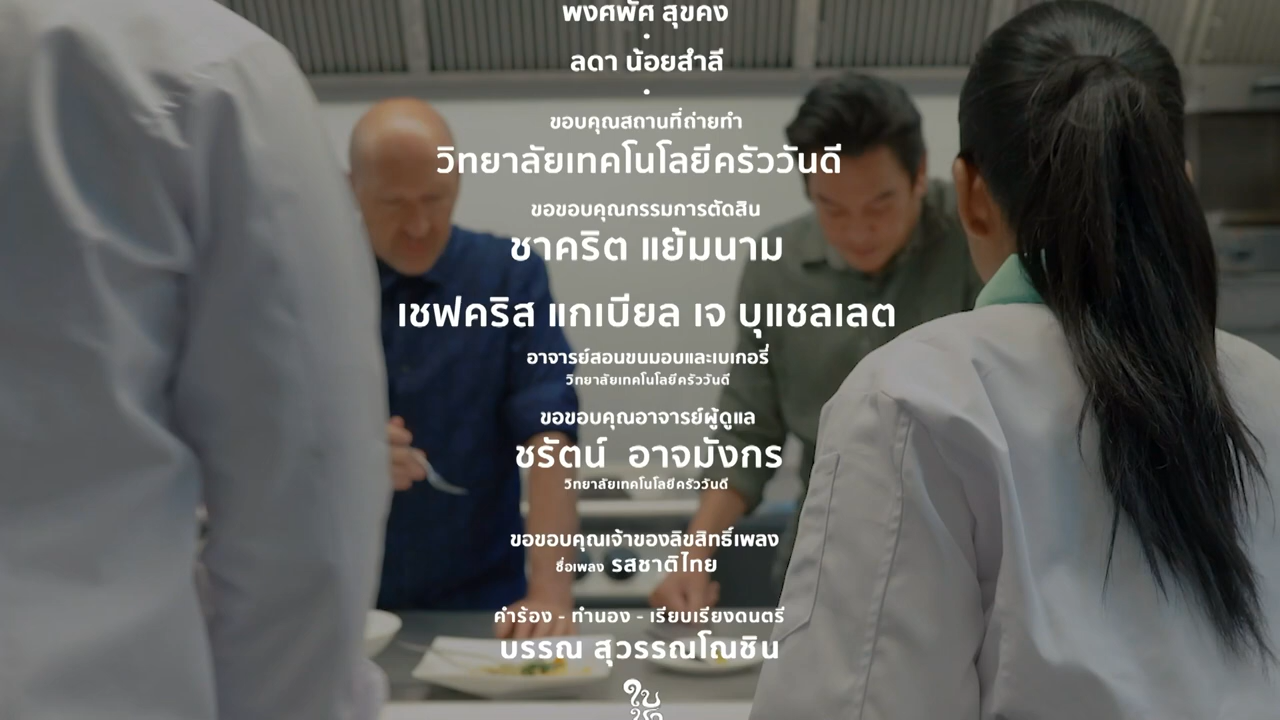 พงศพัศ สุขคง
ลดา น้อยสำลี
ขอบคุณสถานที่ถ่ายทำ
วิทยาลัยเทคโนโลยีครัววันดี
ขอขอบคุณกรรมการตัดสิน
ชาคริต แย้มนาม
เชฟคริส แกเบียล เจ บุแชลเลต
อาจารย์สอนขนมอบและเบเกอรี่
วิทยาลัยเทคโนโลยีครัววันดี
ขอขอบคุณอาจารย์ผู้ดูแล
ชรัตน์ อาจมังกร
วิทยาลัยเทคโนโลยีครัววันดี
ขอขอบคุณเจ้าของลิขสิทธิ์เพลง
ชื่อเพลง รสชาติไทย
คำร้อง - ทำนอง - เรียบเรียงดนตรี
บรรณ สุวรรณโณชิน